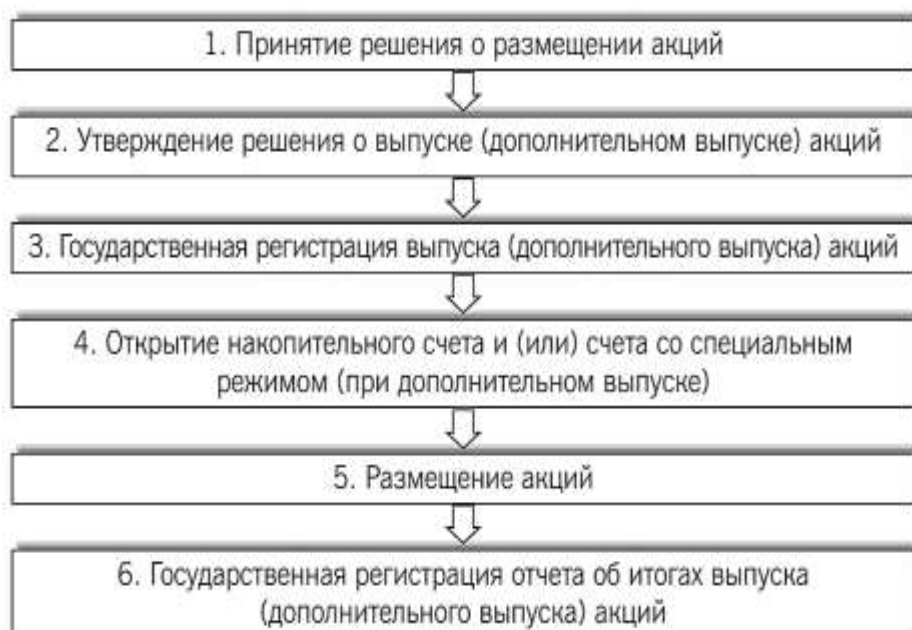 1. Принятие решения о размещении акций
2. Утверждение решения о выпуске (дополнительном выпуске) акций
3. Государственная регистрация выпуска (дополнительного выпуска) акций
4. Открытие накопительного счета и (или) счета со специальным
режимом (при дополнительном выпуске)
5. Размещение акций
6. Государственная регистрация отчета об итогах выпуска
(дополнительного выпуска) акций